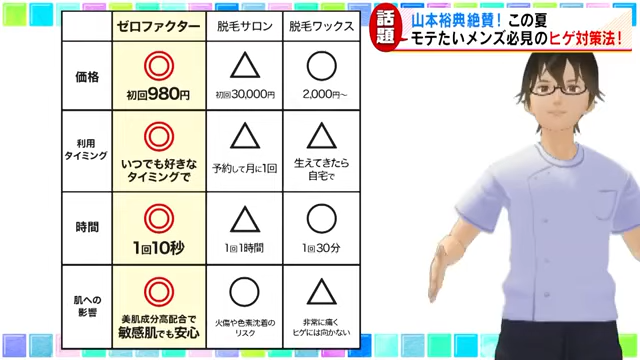 話題
山本裕典絶賛！この夏
モテたいメンズ必見のヒゲ対策法！
ゼロファクター 脱毛サロン 脱毛ワックス
価格 ◎ △ ○
初回980円 初回30,000円 2,000円~
利用
タイミング ◎ △ △
いつでも好きな
タイミングで
予約して月に1回
生えてきたら
自宅で
時間 ◎ △ ○
1回10秒 1回1時間 1回30分
肌への
影響 ◎ ○ △
美肌成分高配合で
敏感肌でも安心
火傷や色素沈着の
リスク
非常に痛く
ヒゲには向かない